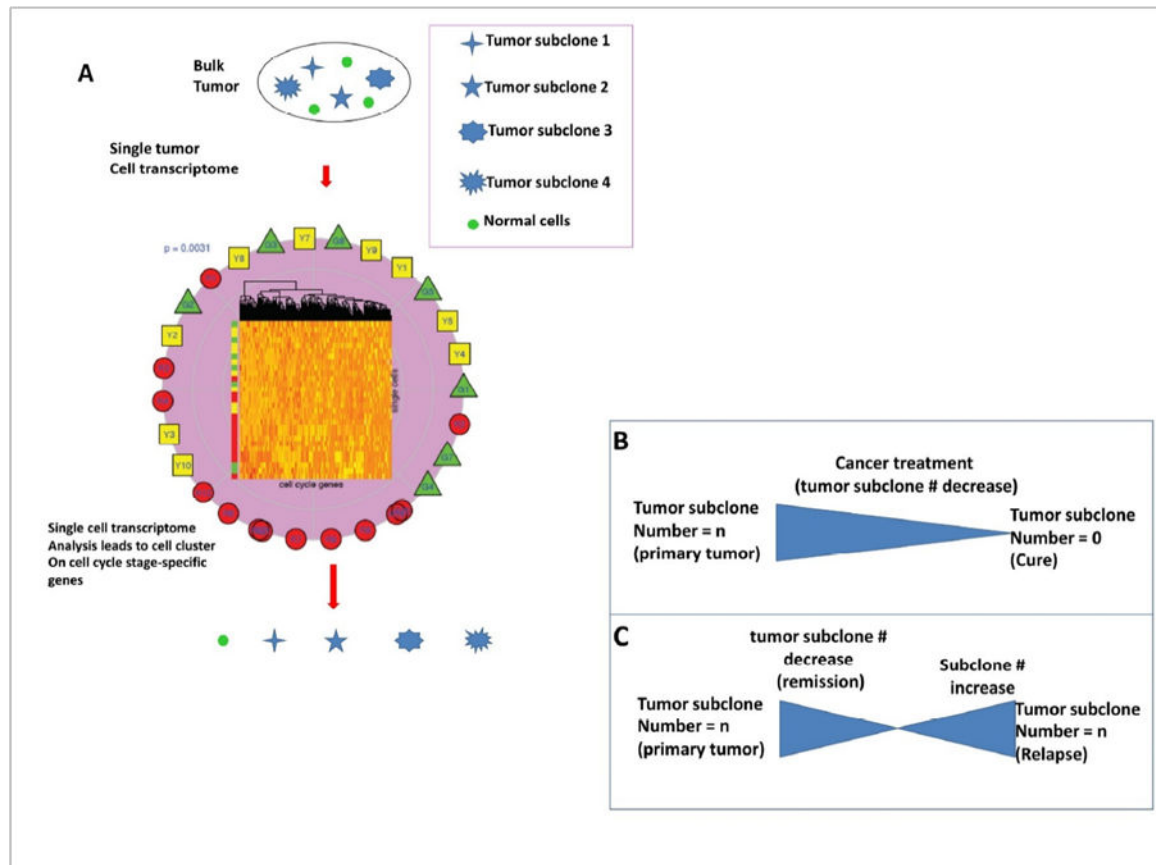 A
Bulk
Tumor
Tumor subclone 1
Tumor subclone 2
Tumor subclone 3
Tumor subclone 4
Normal cells
Single tumor
Cell transcriptome
p = 0.0031
Y7
Y9
Y1
Y5
Y4
Y2
Y3
Y10
single cells
cell cycle genes
Single cell transcriptome
Analysis leads to cell cluster
On cell cycle stage-specific
genes
B
Cancer treatment
(tumor subclone # decrease)
Tumor subclone
Number = n
(primary tumor)
Tumor subclone
Number = 0
(Cure)
C
tumor subclone #
decrease
(remission)
Subclone #
increase
Tumor subclone
Number = n
(primary tumor)
Tumor subclone
Number = n
(Relapse)